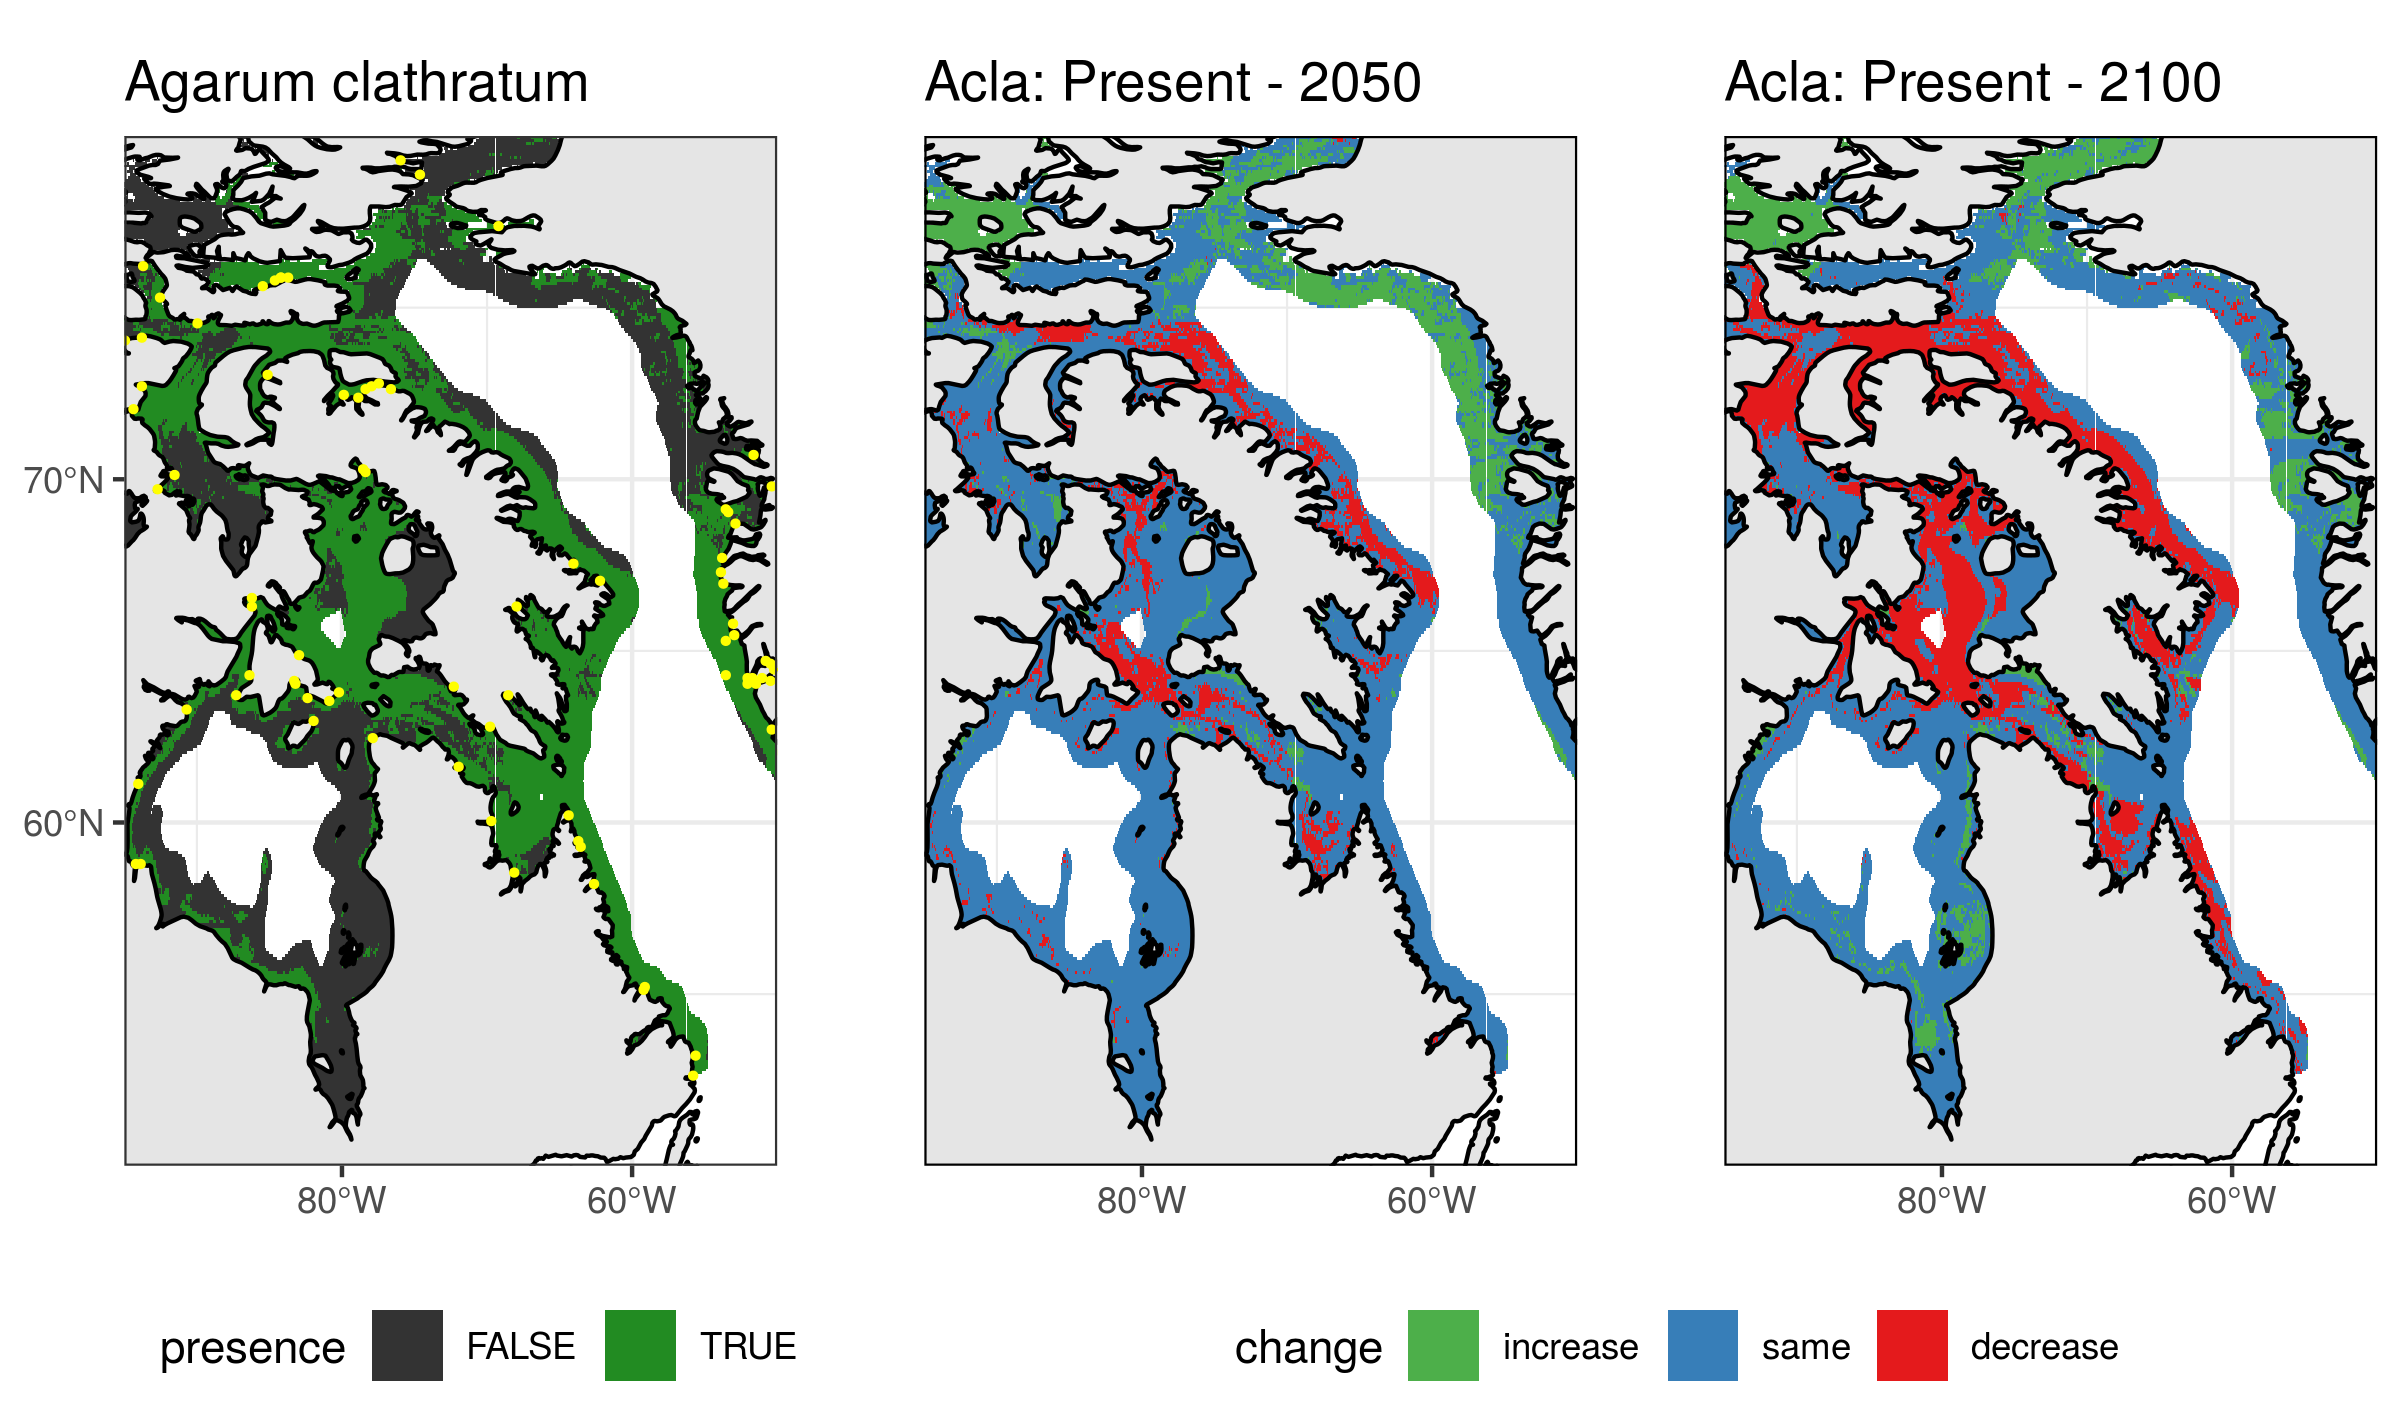 Agarum clathratum
Acla: Present - 2050
Acla: Present - 2100
70°N
60°N
80°W
60°W
80°W
60°W
80°W
60°W
presence FALSE TRUE
change increase same decrease